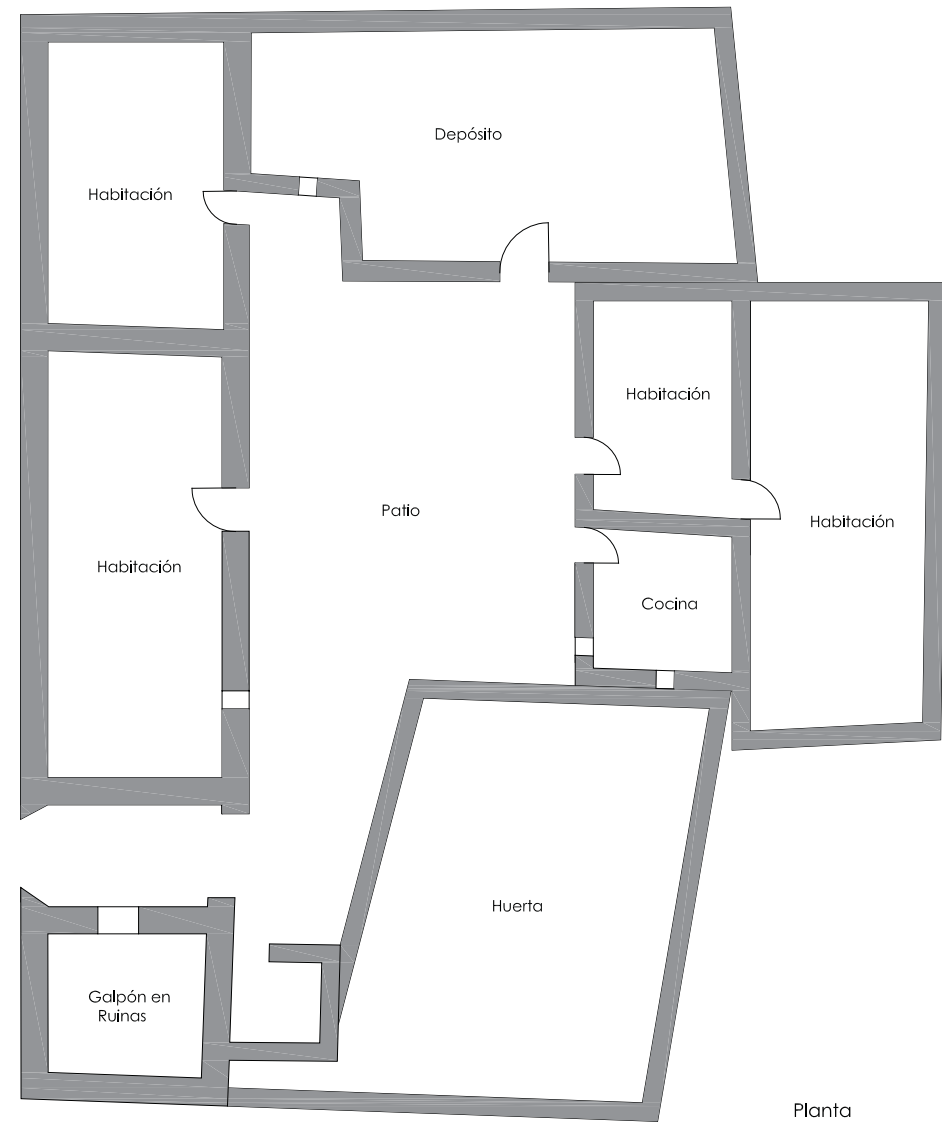 Depósito
Habitación
Habitación
Patio
Habitación
Habitación
Cocina
Huerta
Galpón en
Ruinas
Planta